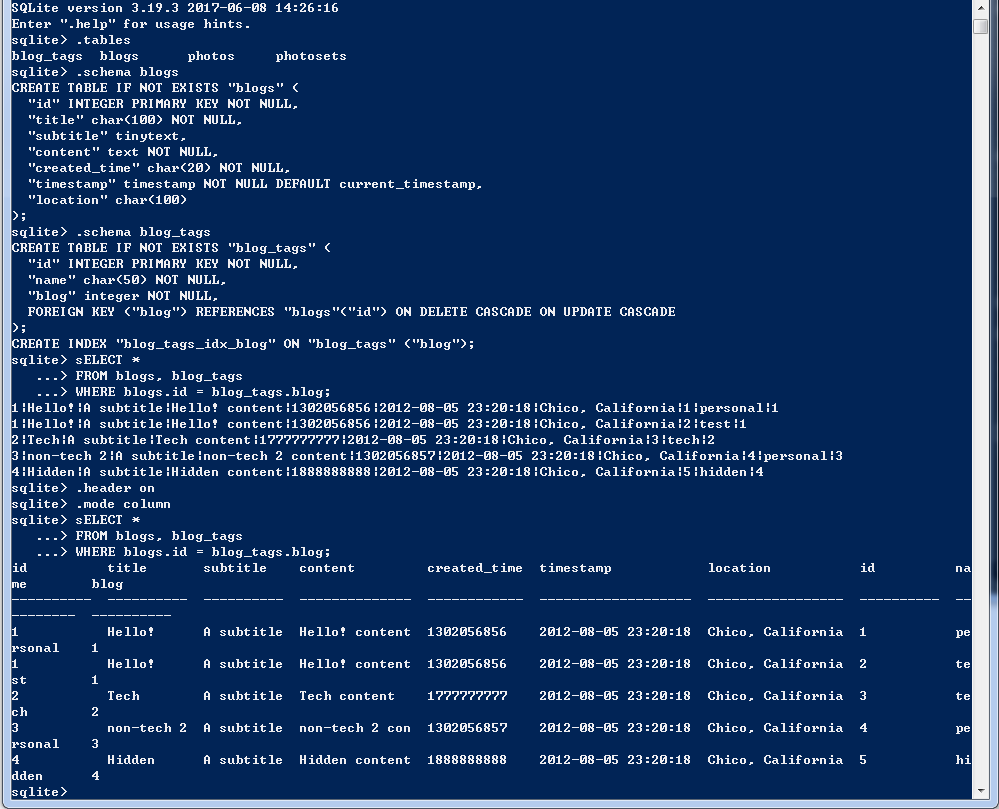 SQLite version 3.19.3 2017-06-08 14:26:16
Enter ".help" for usage hints.
sqlite> .tables
blog_tags  blogs      photos     photosets
sqlite> .schema blogs
CREATE TABLE IF NOT EXISTS "blogs" (
  "id" INTEGER PRIMARY KEY NOT NULL,
  "title" char(100) NOT NULL,
  "subtitle" tinytext,
  "content" text NOT NULL,
  "created_time" char(20) NOT NULL,
  "timestamp" timestamp NOT NULL DEFAULT current_timestamp,
  "location" char(100)
);
sqlite> .schema blog_tags
CREATE TABLE IF NOT EXISTS "blog_tags" (
  "id" INTEGER PRIMARY KEY NOT NULL,
  "name" char(50) NOT NULL,
  "blog" integer NOT NULL,
  FOREIGN KEY ("blog") REFERENCES "blogs"("id") ON DELETE CASCADE ON UPDATE CASCADE
);
CREATE INDEX "blog_tags_idx_blog" ON "blog_tags" ("blog");
sqlite> sELECT *
   ...> FROM blogs, blog_tags
   ...> WHERE blogs.id = blog_tags.blog;
1|Hello!|A subtitle|Hello! content|1302056856|2012-08-05 23:20:18|Chico, California|1|personal|1
1|Hello!|A subtitle|Hello! content|1302056856|2012-08-05 23:20:18|Chico, California|2|test|1
2|Tech|A subtitle|Tech content|1777777777|2012-08-05 23:20:18|Chico, California|3|tech|2
3|non-tech 2|A subtitle|non-tech 2 content|1302056857|2012-08-05 23:20:18|Chico, California|4|personal|3
4|Hidden|A subtitle|Hidden content|1888888888|2012-08-05 23:20:18|Chico, California|5|hidden|4
sqlite> .header on
sqlite> .mode column
sqlite> sELECT *
   ...> FROM blogs, blog_tags
   ...> WHERE blogs.id = blog_tags.blog;
id          title       subtitle    content         created_time  timestamp            location           id          na
me        blog
----------  ----------  ----------  --------------  ------------  -------------------  -----------------  ----------  --
--------  ----------
1           Hello!      A subtitle  Hello! content  1302056856    2012-08-05 23:20:18  Chico, California  1           pe
rsonal    1
1           Hello!      A subtitle  Hello! content  1302056856    2012-08-05 23:20:18  Chico, California  2           te
st        1
2           Tech        A subtitle  Tech content    1777777777    2012-08-05 23:20:18  Chico, California  3           te
ch        2
3           non-tech 2  A subtitle  non-tech 2 con  1302056857    2012-08-05 23:20:18  Chico, California  4           pe
rsonal    3
4           Hidden      A subtitle  Hidden content  1888888888    2012-08-05 23:20:18  Chico, California  5           hi
dden      4
sqlite>